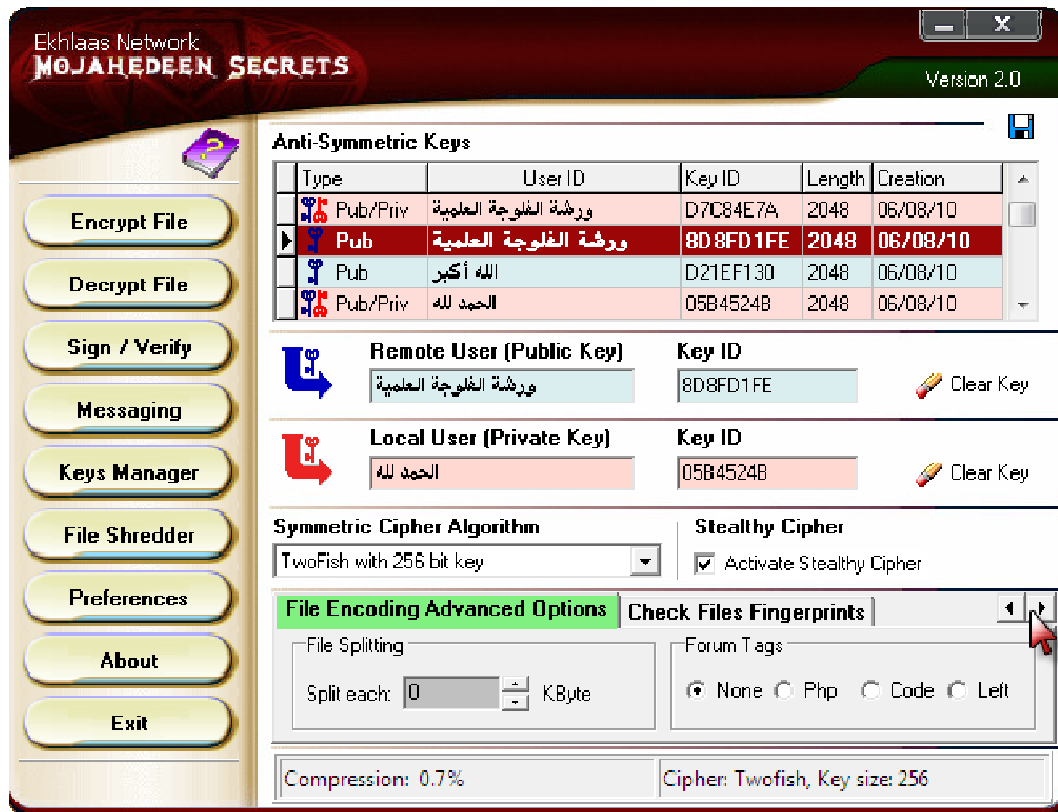 Ekhlaas Network
MOJAHEDEEN SECRETS
Version 2.0
Encrypt File
Decrypt File
Sign / Verify
Messaging
Keys Manager
File Shredder
Preferences
About
Exit
Anti-Symmetric Keys
Type User ID Key ID Length Creation
Pub/Priv ورشة الفلوجة العلمية D7C84E7A 2048 06/08/10
Pub ورشة الفلوجة العلمية 8D8FD1FE 2048 06/08/10
Pub الله أكبر D21EF130 2048 06/08/10
Pub/Priv الحمد لله 05B4524B 2048 06/08/10
Remote User (Public Key) Key ID
ورشة الفلوجة العلمية 8D8FD1FE Clear Key
Local User (Private Key) Key ID
الحمد لله 05B4524B Clear Key
Symmetric Cipher Algorithm Stealthy Cipher
TwoFish with 256 bit key Activate Stealthy Cipher
File Encoding Advanced Options Check Files Fingerprints
File Splitting Forum Tags
Split each: 0 KByte None Php Code Left
Compression: 0.7% Cipher: Twofish, Key size: 256